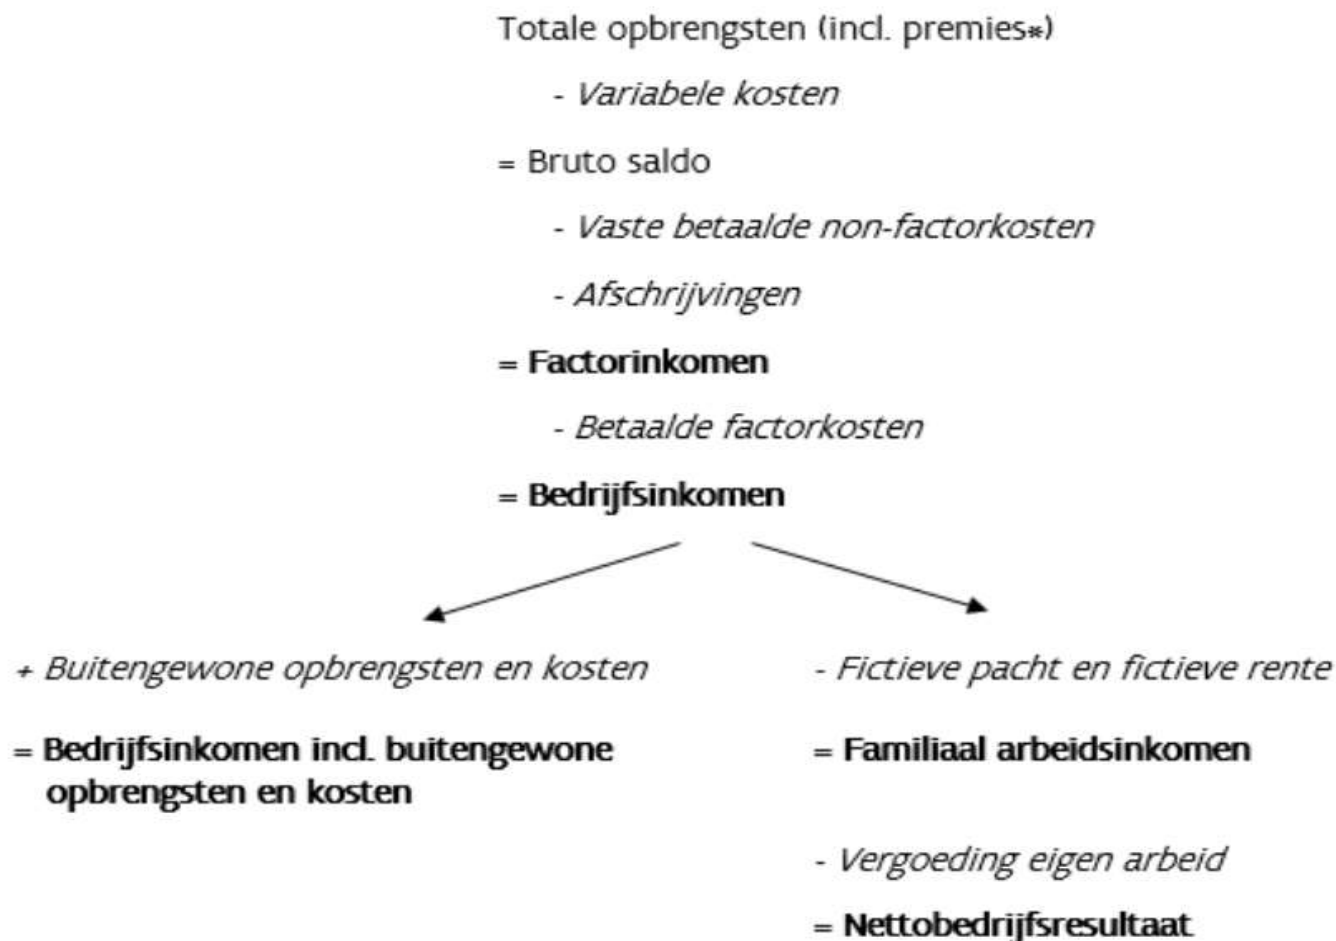 Totale opbrengsten (incl. premies*)
- Variabele kosten
= Bruto saldo
- Vaste betaalde non-factorkosten
- Afschrijvingen
= Factorinkomen
- Betaalde factorkosten
= Bedrijfsinkomen
+ Buitengewone opbrengsten en kosten
= Bedrijfsinkomen incl. buitengewone
opbrengsten en kosten
- Fictieve pacht en fictieve rente
= Familiaal arbeidsinkomen
- Vergoeding eigen arbeid
= Nettobedrijfsresultaat